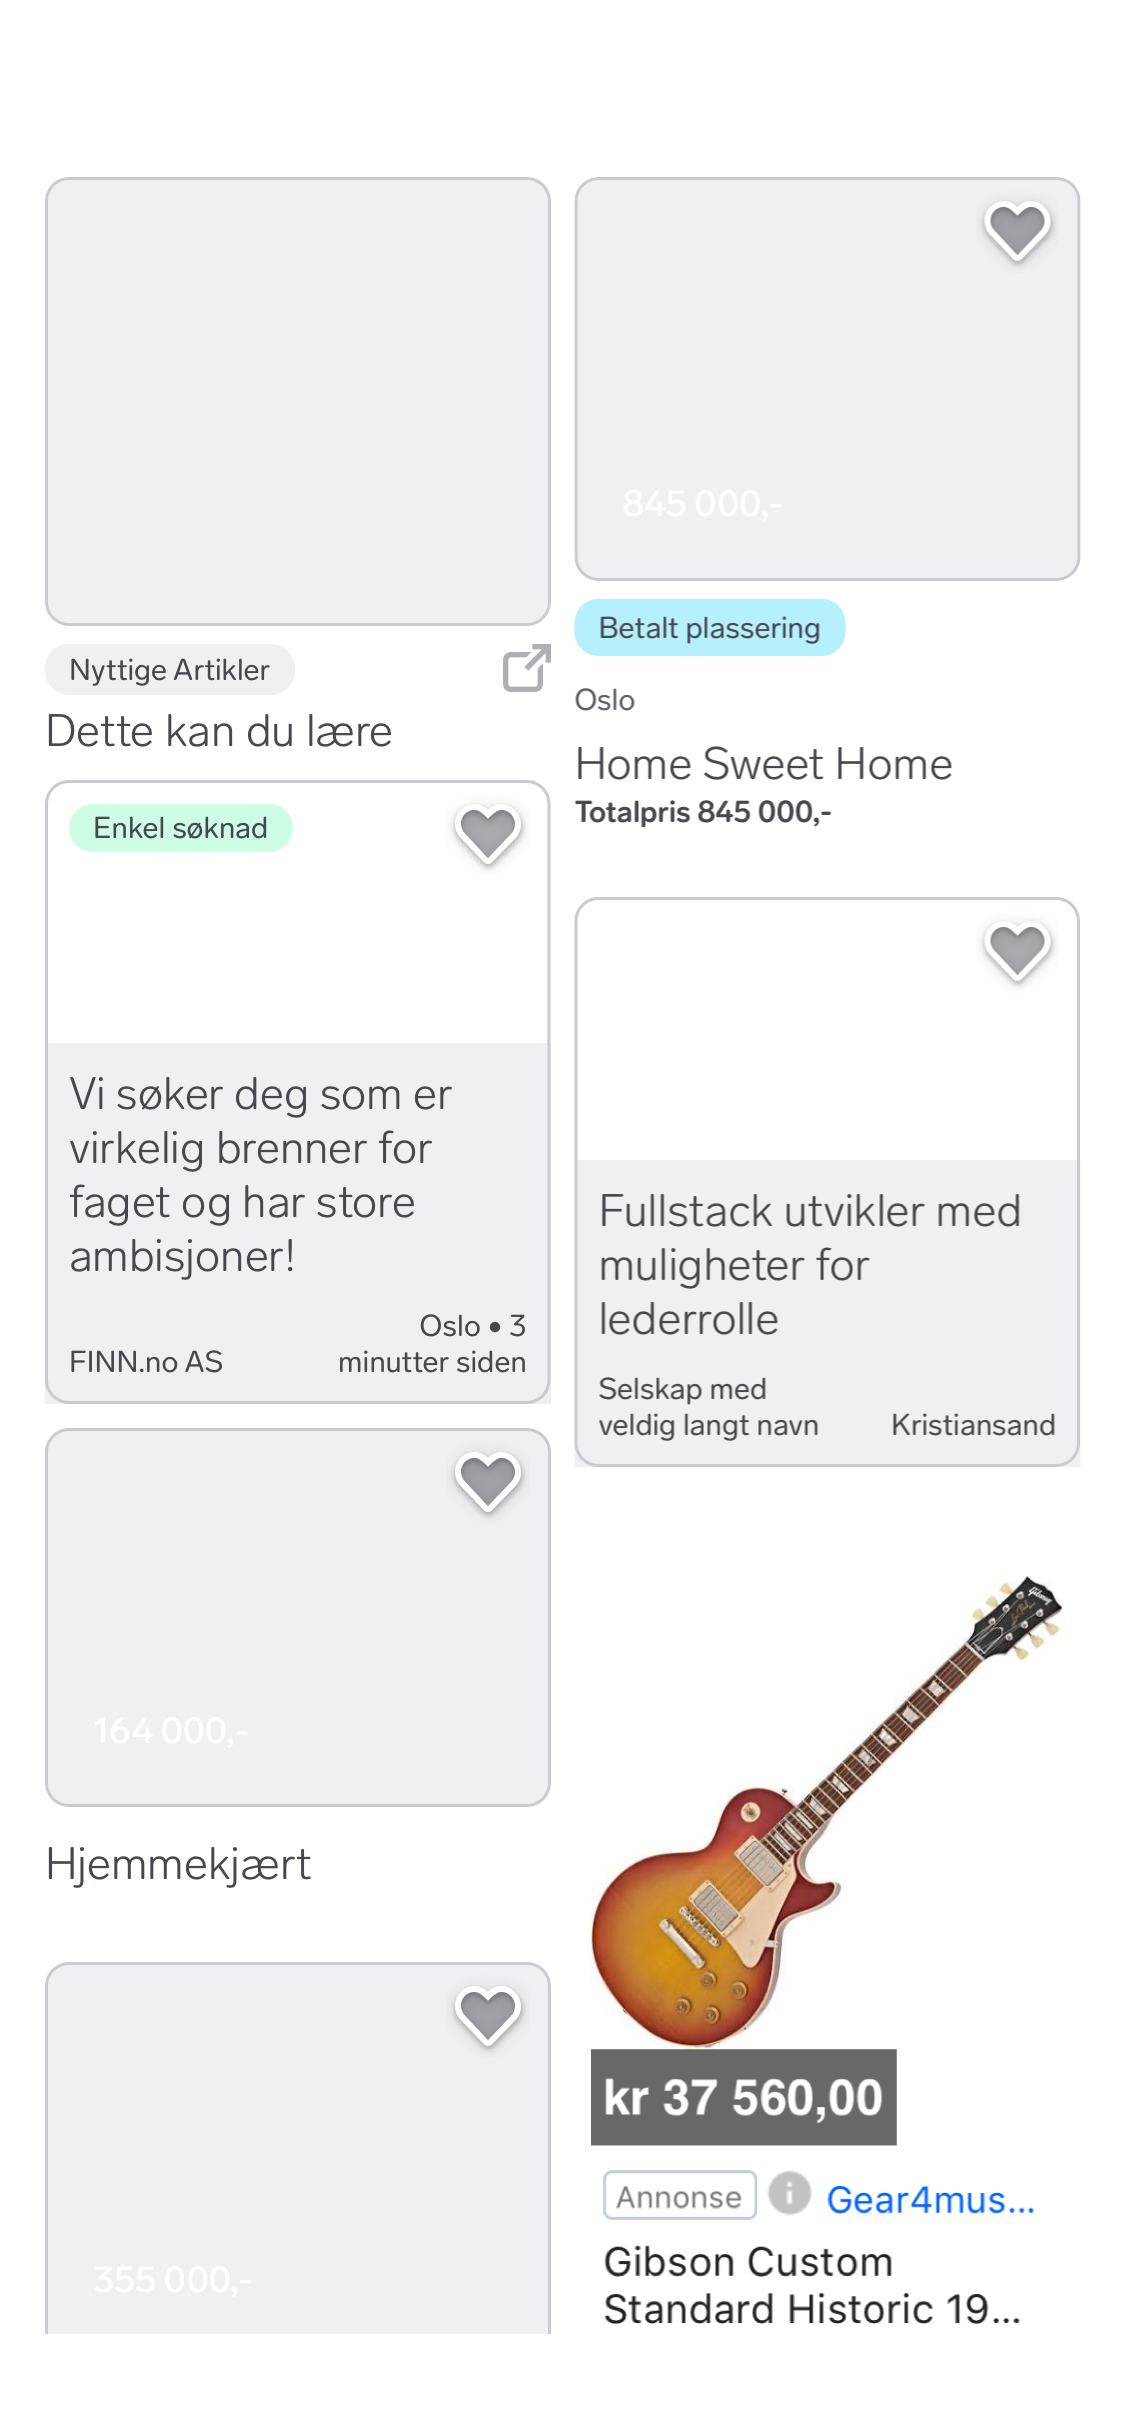 Nyttige Artikler
Dette kan du lære
Enkel søknad
Vi søker deg som er
virkelig brenner for
faget og har store
ambisjoner!
Oslo • 3
FINN.no AS minutter siden
164 000,-
Hjemmekjært
355 000,-
845 000,-
Betalt plassering
Oslo
Home Sweet Home
Totalpris 845 000,-
Fullstack utvikler med
muligheter for
lederrolle
Selskap med
veldig langt navn Kristiansand
Gibson
kr 37 560,00
Annonse i Gear4mus...
Gibson Custom
Standard Historic 19...